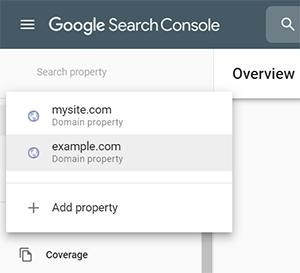 Google Search Console
Search property
Overview
mysite.com
Domain property
example.com
Domain property
Add property
Coverage